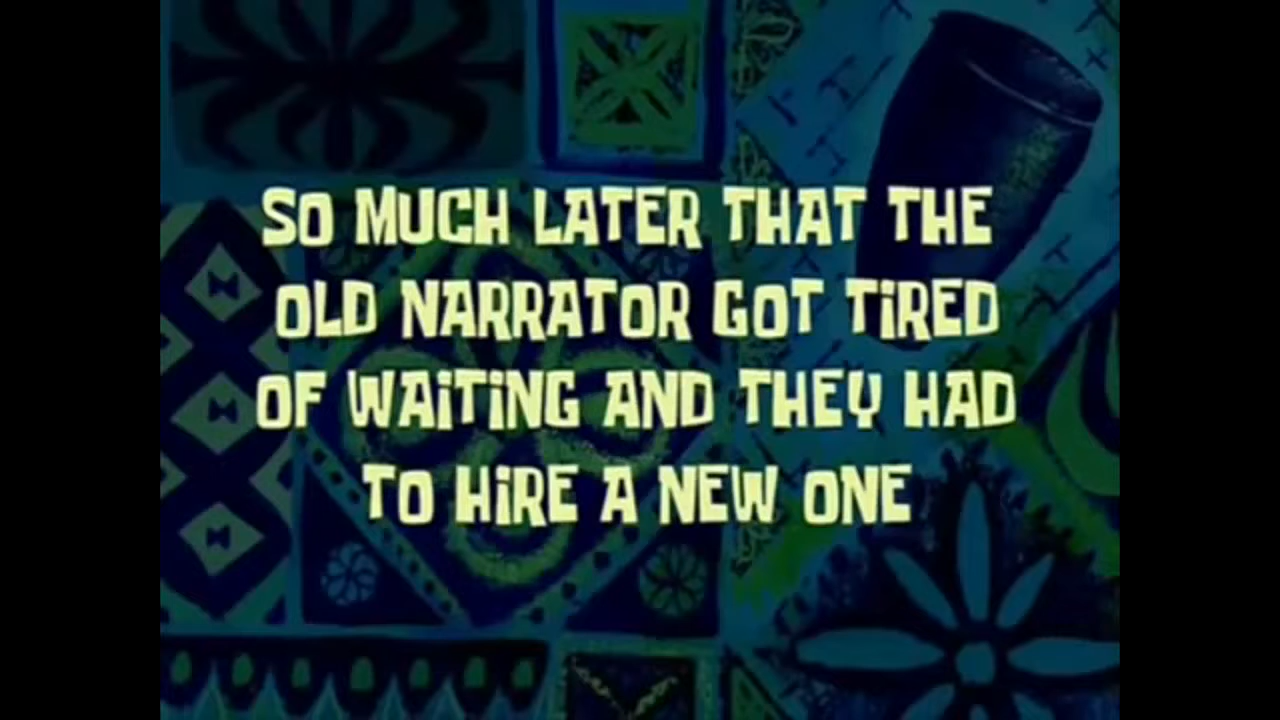 SO MUCH LATER THAT THE
OLD NARRATOR GOT TIRED
OF WAITING AND THEY HAD
TO HIRE A NEW ONE